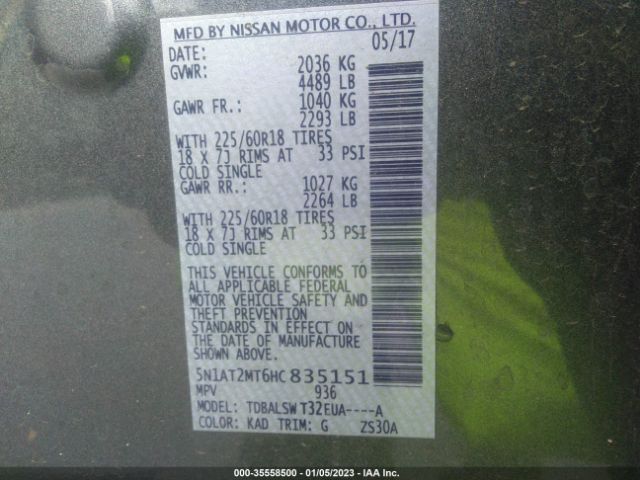 MFD BY NISSAN MOTOR CO., LTD.
DATE: 05/17
GVWR: 2036 KG
4489 LB
GAWR FR.: 1040 KG
2293 LB
WITH 225/60R18 TIRES
18 X 7J RIMS AT 33 PSI
COLD SINGLE
GAWR RR.: 1027 KG
2264 LB
WITH 225/60R18 TIRES
18 X 7J RIMS AT 33 PSI
COLD SINGLE
THIS VEHICLE CONFORMS TO
ALL APPLICABLE FEDERAL
MOTOR VEHICLE SAFETY AND
THEFT PREVENTION
STANDARDS IN EFFECT ON
THE DATE OF MANUFACTURE
SHOWN ABOVE.
5N1AT2MT6HC835151
MPV 936
MODEL: TDBALSW T32EUA----A
COLOR: KAD TRIM: G ZS30A
000-35558500 - 01/05/2023 - IAA Inc.